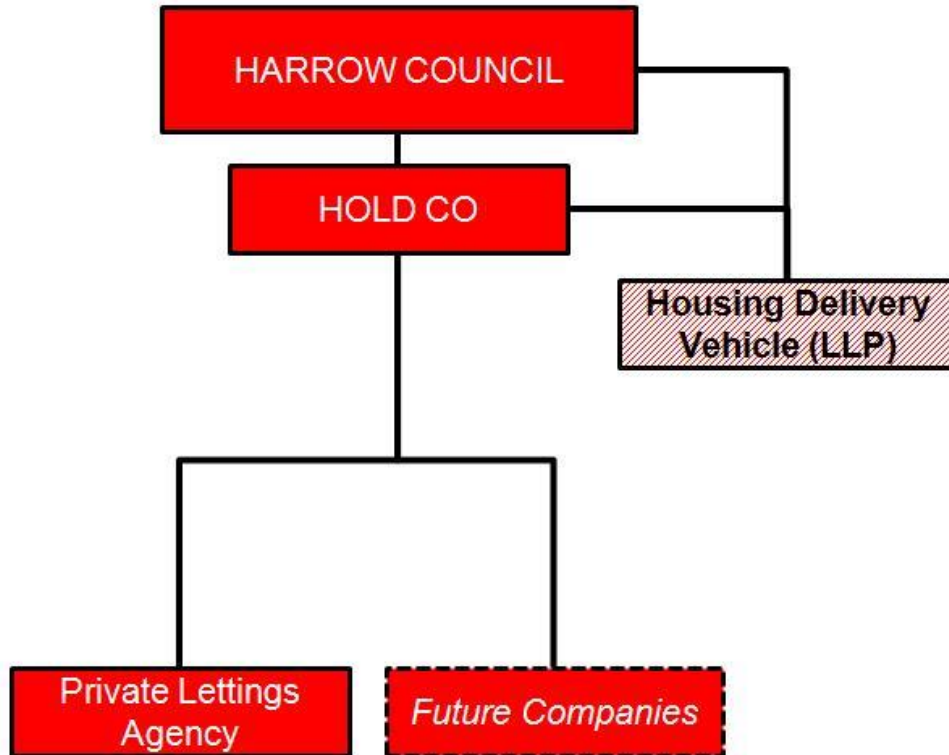 HARROW COUNCIL
HOLD CO
Housing Delivery
Vehicle (LLP)
Private Lettings
Agency
Future Companies